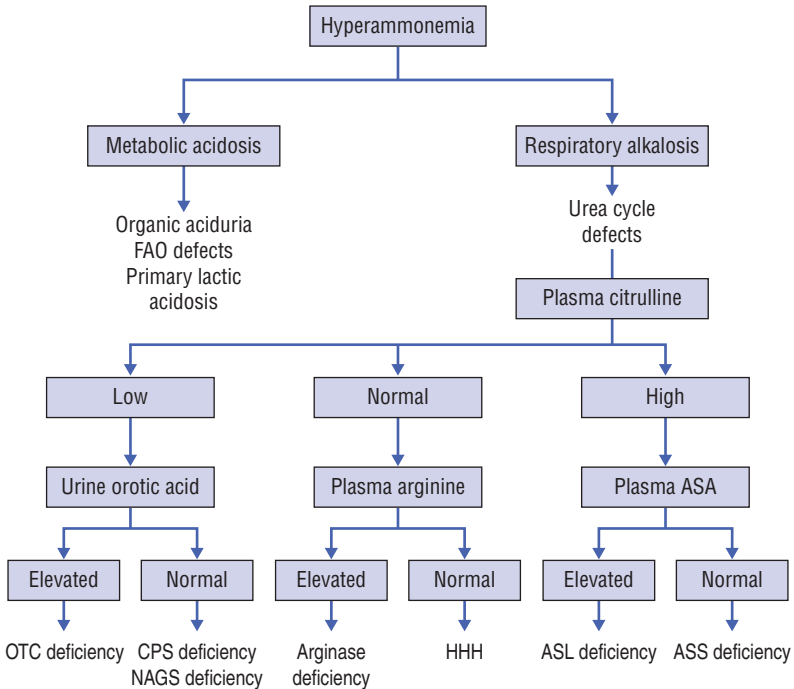 Hyperammonemia
Metabolic acidosis
Respiratory alkalosis
Organic aciduria
FAO defects
Primary lactic
acidosis
Urea cycle
defects
Plasma citrulline
Low
Normal
High
Urine orotic acid
Plasma arginine
Plasma ASA
Elevated
Normal
Elevated
Normal
Elevated
Normal
OTC deficiency
CPS deficiency
NAGS deficiency
Arginase
deficiency
HHH
ASL deficiency
ASS deficiency